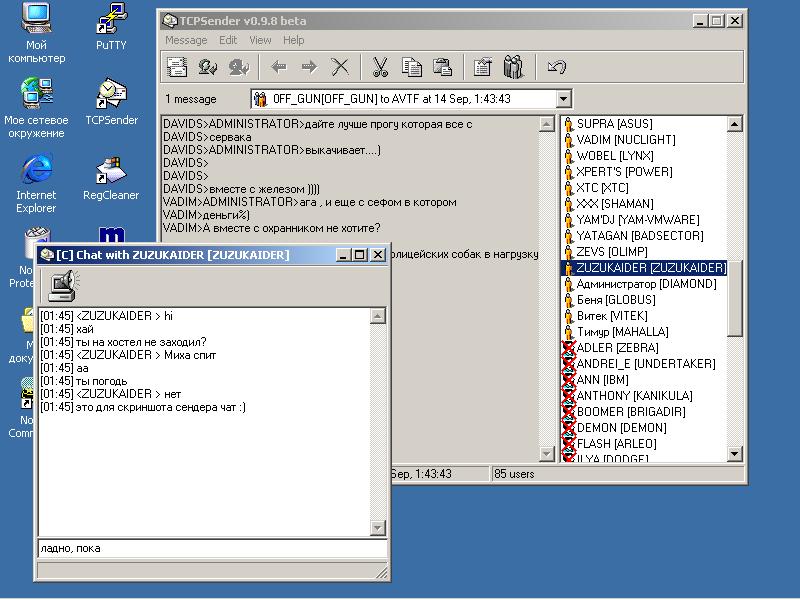 Мой
компьютер
PuTTY
Мое сетевое
окружение
TCPSender
Internet
Explorer
RegCleaner
TCPSender v0.9.8 beta
Message Edit View Help
1 message
OFF_GUN[OFF_GUN] to AVTF at 14 Sep, 1:43:43
DAVIDS>ADMINISTRATOR>дайте лучше прогу которая все с
DAVIDS>сервака
DAVIDS>ADMINISTRATOR>выкачивает....)
DAVIDS>
DAVIDS>
DAVIDS>вместе с железом ))))
VADIM>ADMINISTRATOR>ага , и еще с сефом в котором
VADIM>деньги%)
VADIM>А вместе с охранником не хотите?
олицейских собак в нагрузку
SUPRA [ASUS]
VADIM [NUCLIGHT]
WOBEL [LYNX]
XPERT'S [POWER]
XTC [XTC]
XXX [SHAMAN]
YAM'DJ [YAM-VMWARE]
YATAGAN [BADSECTOR]
ZEVS [OLIMP]
ZUZUKAIDER [ZUZUKAIDER]
Администратор [DIAMOND]
Беня [GLOBUS]
Витек [VITEK]
Тимур [MAHALLA]
ADLER [ZEBRA]
ANDREI_E [UNDERTAKER]
ANN [IBM]
ANTHONY [KANIKULA]
BOOMER [BRIGADIR]
DEMON [DEMON]
FLASH [ARLEO]
ILYA [DODGE]
Sep, 1:43:43
85 users
No
Prote
М
доку
No
Comm
[C] Chat with ZUZUKAIDER [ZUZUKAIDER]
[01:45] <ZUZUKAIDER > hi
[01:45] хай
[01:45] ты на хостел не заходил?
[01:45] <ZUZUKAIDER > Миха спит
[01:45] аа
[01:45] ты погодь
[01:45] <ZUZUKAIDER > нет
[01:45] это для скриншота сендера чат :)
ладно, пока